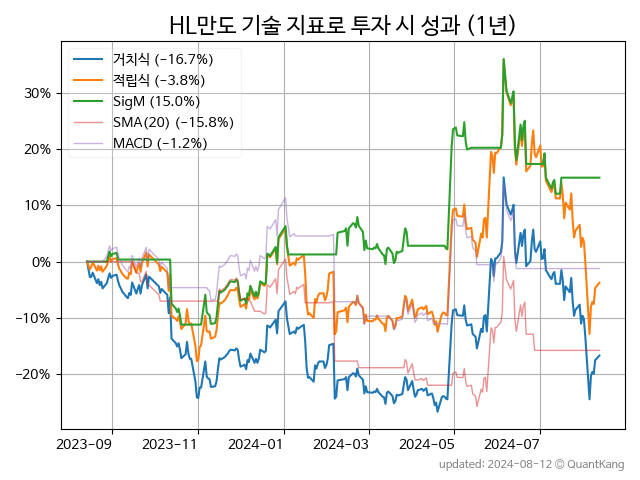 HL만도 기술 지표로 투자 시 성과 (1년)
거치식 (−16.7%)
적립식 (−3.8%)
SigM (15.0%)
SMA(20) (−15.8%)
MACD (−1.2%)
30%
20%
10%
0%
−10%
−20%
2023-09 2023-11 2024-01 2024-03 2024-05 2024-07
updated: 2024-08-12 © QuantKang